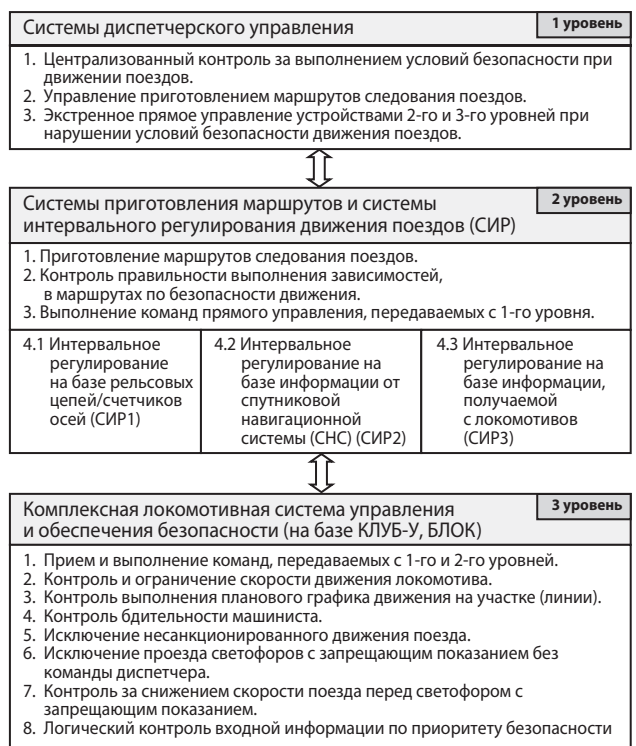 Системы диспетчерского управления
1 уровень
1. Централизованный контроль за выполнением условий безопасности при
движении поездов.
2. Управление приготовлением маршрутов следования поездов.
3. Экстренное прямое управление устройствами 2-го и 3-го уровней при
нарушении условий безопасности движения поездов.
Системы приготовления маршрутов и системы
интервального регулирования движения поездов (СИР)
2 уровень
1. Приготовление маршрутов следования поездов.
2. Контроль правильности выполнения зависимостей,
в маршрутах по безопасности движения.
3. Выполнение команд прямого управления, передаваемых с 1-го уровня.
4.1 Интервальное
регулирование
на базе рельсовых
цепей/счетчиков
осей (СИР1)
4.2 Интервальное
регулирование на
базе информации от
спутниковой
навигационной
системы (СНС) (СИР2)
4.3 Интервальное
регулирование на
базе информации,
получаемой
с локомотивов
(СИР3)
Комплексная локомотивная система управления
и обеспечения безопасности (на базе КЛУБ-У, БЛОК)
3 уровень
1. Прием и выполнение команд, передаваемых с 1-го и 2-го уровней.
2. Контроль и ограничение скорости движения локомотива.
3. Контроль выполнения планового графика движения на участке (линии).
4. Контроль бдительности машиниста.
5. Исключение несанкционированного движения поезда.
6. Исключение проезда светофоров с запрещающим показанием без
команды диспетчера.
7. Контроль за снижением скорости поезда перед светофором с
запрещающим показанием.
8. Логический контроль входной информации по приоритету безопасности